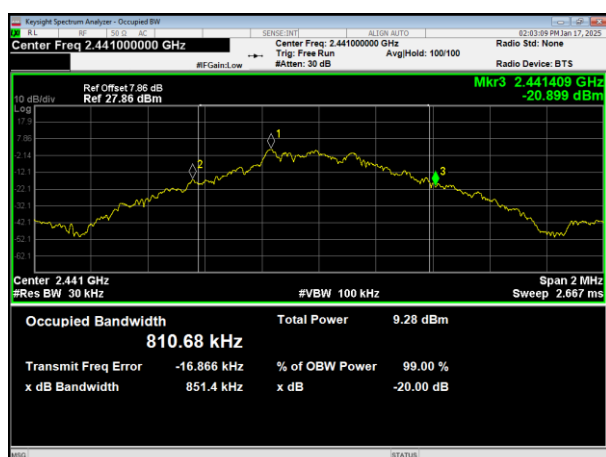 Keysight Spectrum Analyzer - Occupied BW
RL RF 50 Ω AC SENSE:INT ALIGN AUTO 02:03:09 PM Jan 17, 2025
Center Freq 2.441000000 GHz Center Freq: 2.441000000 GHz Radio Std: None
Trig: Free Run Avg|Hold: 100/100
#IFGain:Low #Atten: 30 dB Radio Device: BTS
Ref Offset 7.86 dB Mkr3 2.441409 GHz
10 dB/div Ref 27.86 dBm -20.899 dBm
Log
17.9
7.86
-2.14
-12.1
-22.1
-32.1
-42.1
-52.1
-62.1
1
2
3
Center 2.441 GHz Span 2 MHz
#Res BW 30 kHz #VBW 100 kHz Sweep 2.667 ms
Occupied Bandwidth Total Power 9.28 dBm
810.68 kHz
Transmit Freq Error -16.866 kHz % of OBW Power 99.00 %
x dB Bandwidth 851.4 kHz x dB -20.00 dB
MSG STATUS